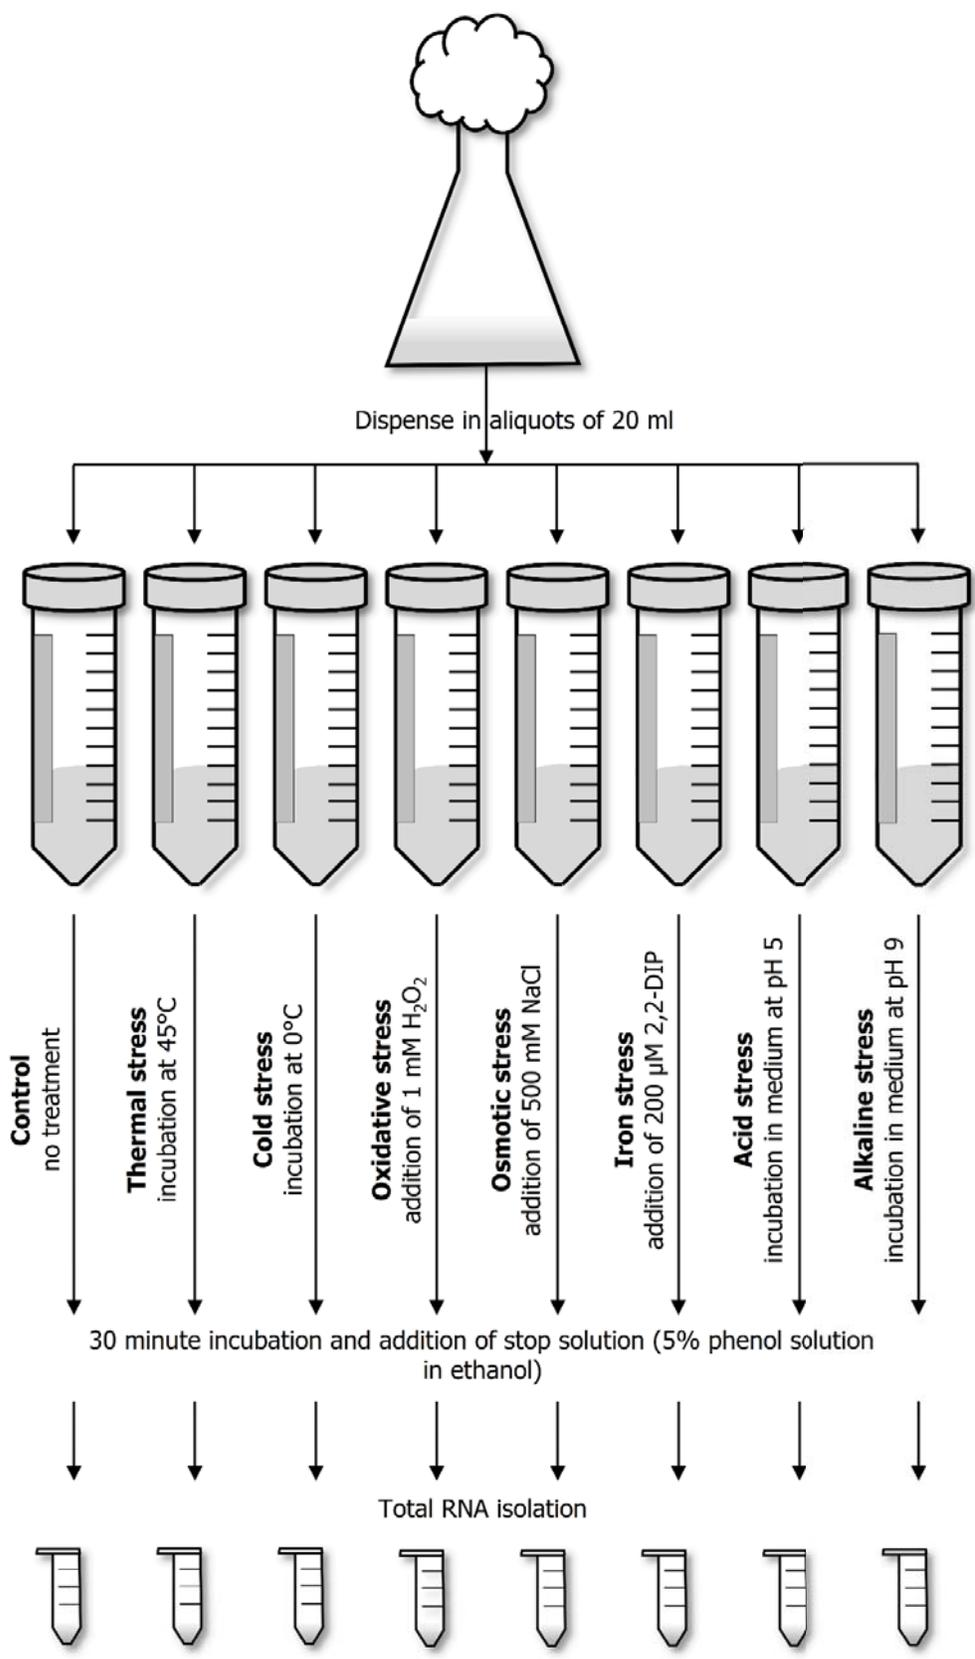 Dispense in aliquots of 20 ml
Control
no treatment
Thermal stress
incubation at 45°C
Cold stress
incubation at 0°C
Oxidative stress
addition of 1 mM H₂O₂
Osmotic stress
addition of 500 mM NaCl
Iron stress
addition of 200 µM 2,2-DIP
Acid stress
incubation in medium at pH 5
Alkaline stress
incubation in medium at pH 9
30 minute incubation and addition of stop solution (5% phenol solution
in ethanol)
Total RNA isolation